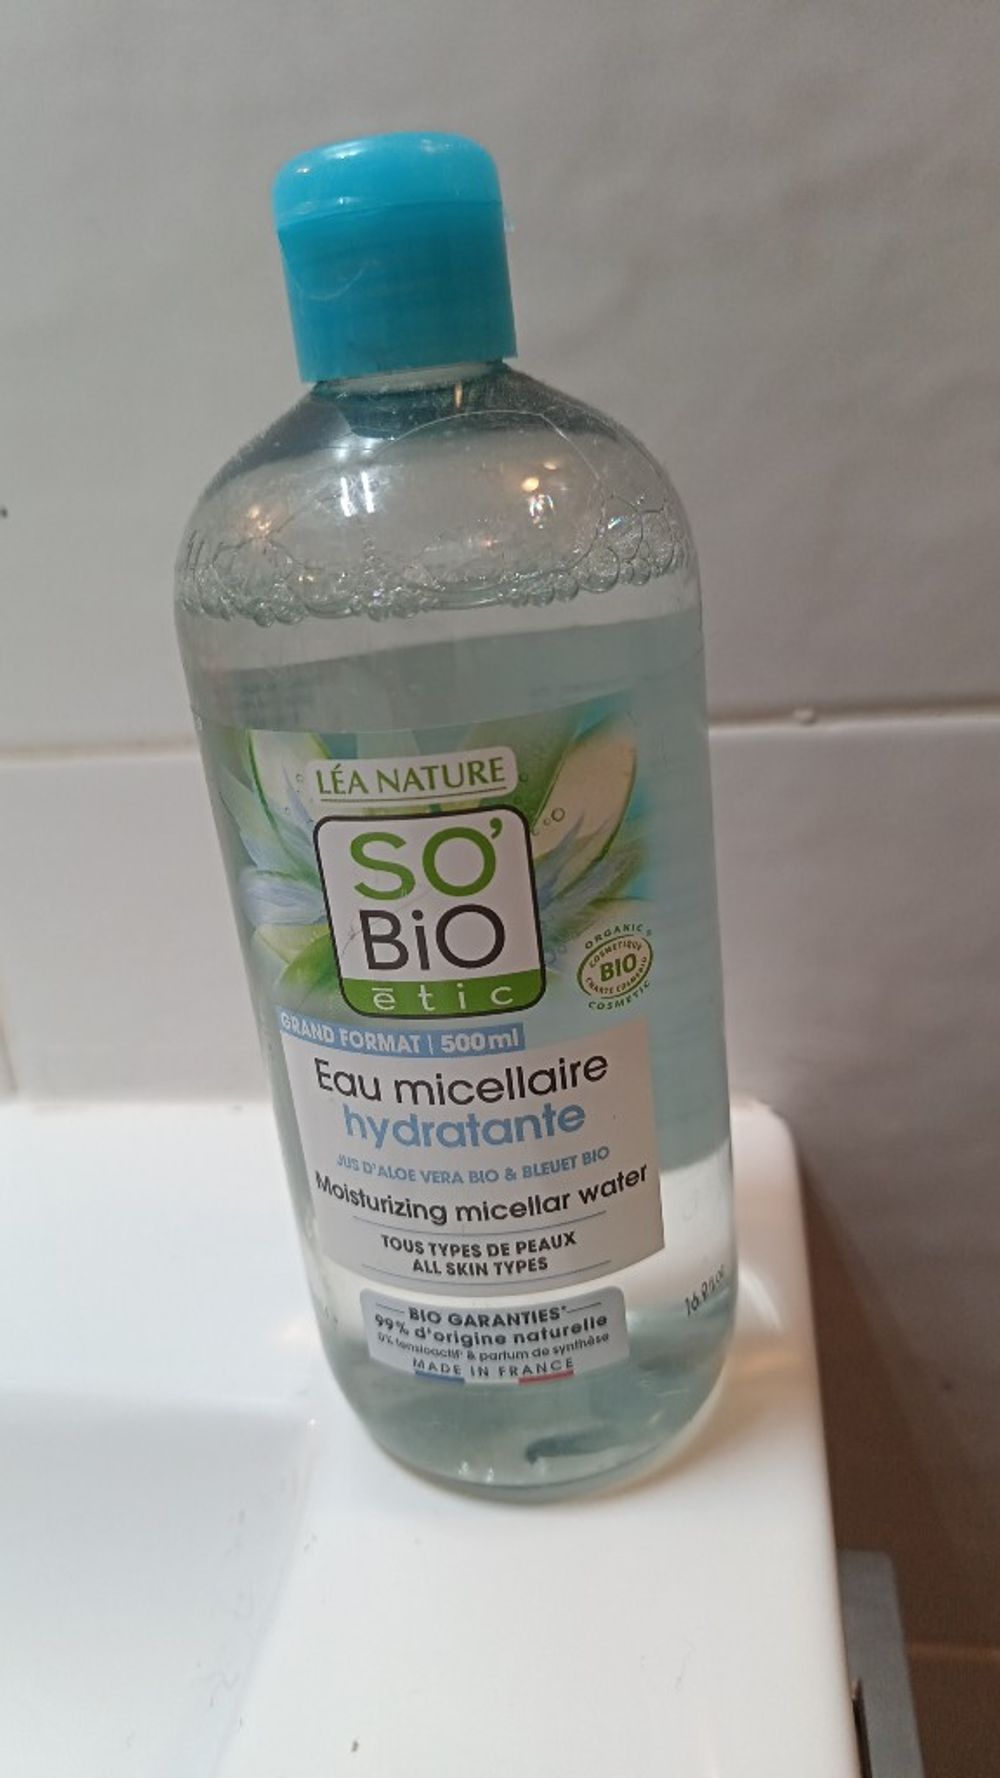 LÉA NATURE
SO'
BiO
ētic
ORGANIC
COSMETIQUE
BIO
COSMETIC
GRAND FORMAT | 500ml
Eau micellaire
hydratante
JUS D'ALOE VERA BIO & BLEUET BIO
Moisturizing micellar water
TOUS TYPES DE PEAUX
ALL SKIN TYPES
BIO GARANTIES*
99% d'origine naturelle
0% tensioactif & parfum de synthèse
MADE IN FRANCE